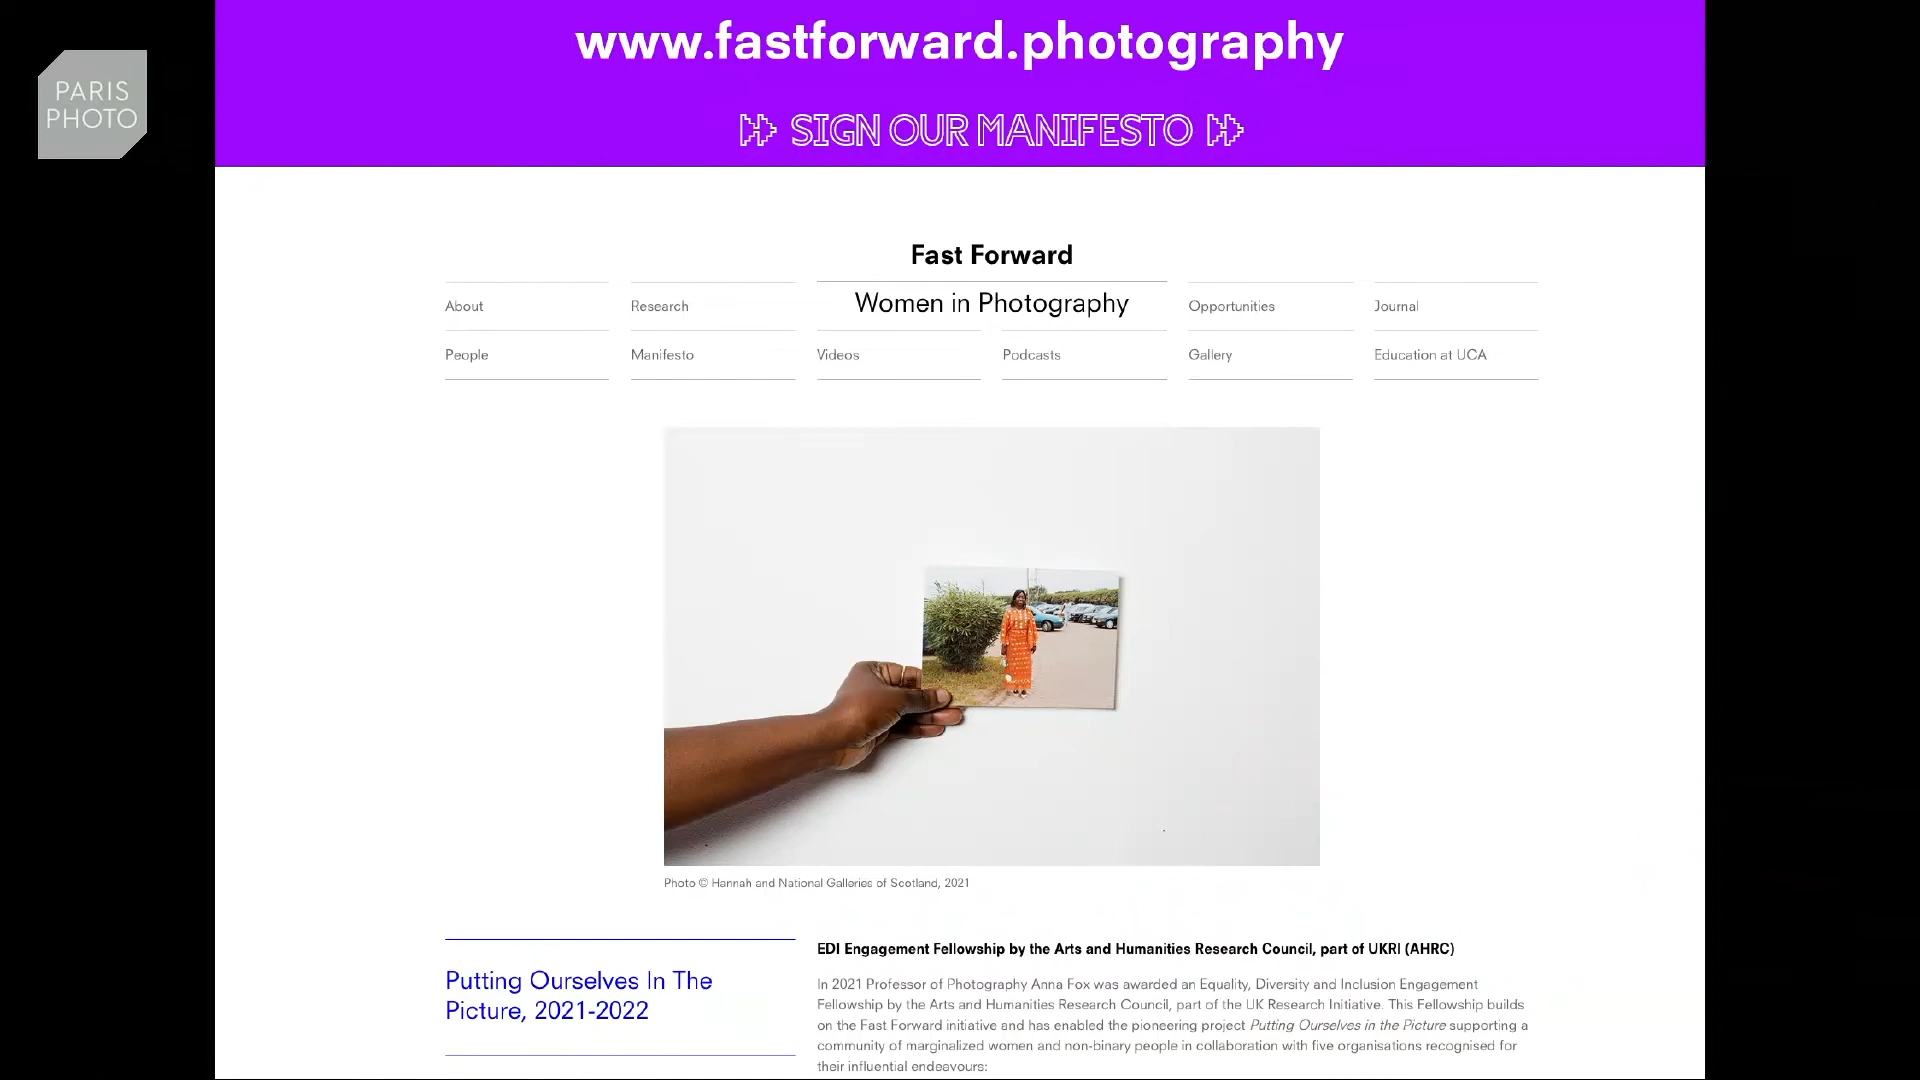 www.fastforward.photography
PARIS
PHOTO
SIGN OUR MANIFESTO
Fast Forward
Women in Photography
About
Research
Opportunities
Journal
People
Manifesto
Videos
Podcasts
Gallery
Education at UCA
Photo © Hannah and National Galleries of Scotland, 2021
Putting Ourselves In The
Picture, 2021-2022
EDI Engagement Fellowship by the Arts and Humanities Research Council, part of UKRI (AHRC)
In 2021 Professor of Photography Anna Fox was awarded an Equality, Diversity and Inclusion Engagement
Fellowship by the Arts and Humanities Research Council, part of the UK Research Initiative. This Fellowship builds
on the Fast Forward initiative and has enabled the pioneering project Putting Ourselves in the Picture supporting a
community of marginalized women and non-binary people in collaboration with five organisations recognised for
their influential endeavours: